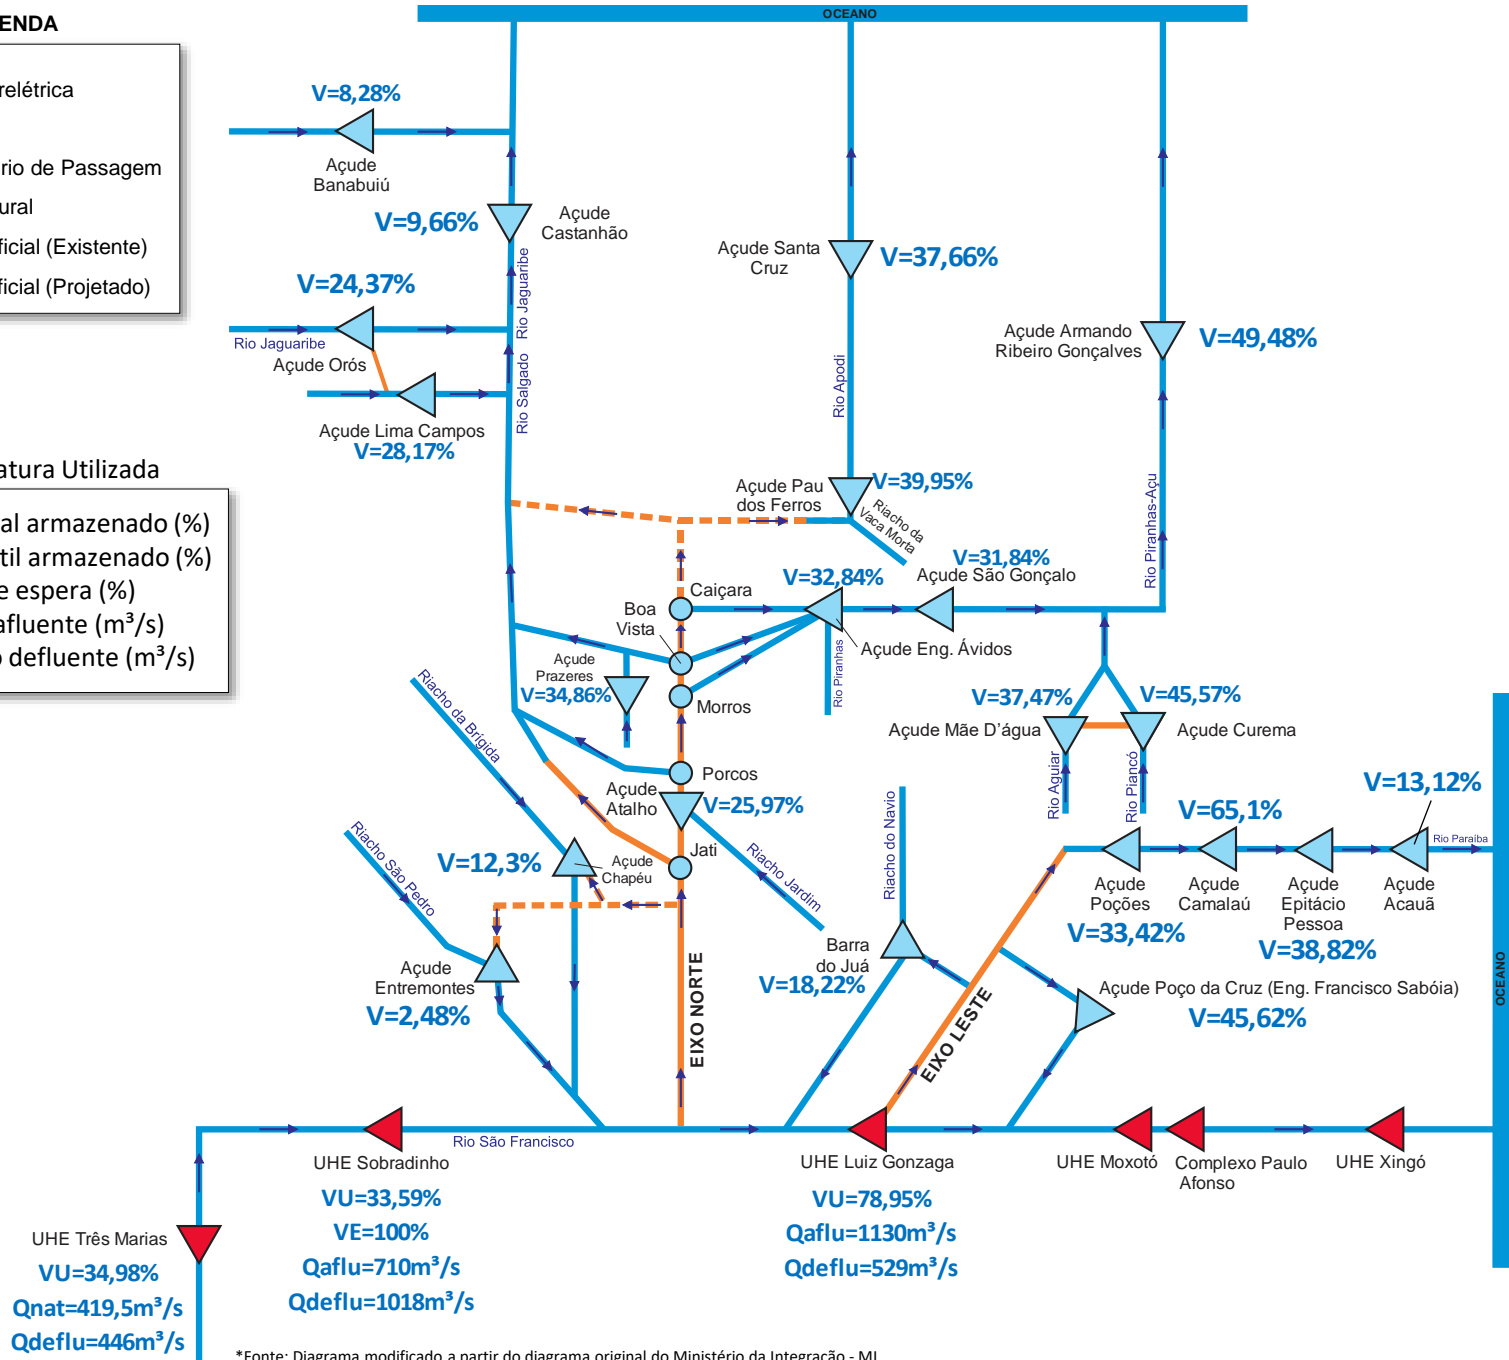 OCEANO
ENDA
relétrica
rio de Passagem
ural
ficial (Existente)
ficial (Projetado)
V=8,28%
Açude
Banabuiú
V=9,66%
Açude
Castanhão
Rio Jaguaribe
V=24,37%
Rio Jaguaribe
Açude Orós
Rio Salgado
Açude Lima Campos
V=28,17%
Açude Santa
Cruz
V=37,66%
Rio Apodi
Açude Armando
Ribeiro Gonçalves
V=49,48%
Rio Piranhas-Açu
atura Utilizada
al armazenado (%)
til armazenado (%)
e espera (%)
afluente (m³/s)
o defluente (m³/s)
Açude Pau
dos Ferros
V=39,95%
Riacho da
Vaca Morta
V=31,84%
Açude São Gonçalo
V=32,84%
Caiçara
Boa
Vista
Açude Eng. Ávidos
Rio Piranhas
Açude
Prazeres
V=34,86%
Morros
Riacho da Brígida
Porcos
Açude
Atalho
V=25,97%
V=37,47%
V=45,57%
Açude Mãe D'água
Açude Curema
Rio Aguiar
Rio Piancó
V=13,12%
V=65,1%
Rio Paraíba
Jati
Riacho Jardim
Riacho do Navio
Riacho São Pedro
V=12,3%
Açude
Chapéu
Açude
Poções
V=33,42%
Açude
Camalaú
Açude
Epitácio
Pessoa
V=38,82%
Açude
Acauã
Barra
do Juá
V=18,22%
Açude
Entremontes
V=2,48%
EIXO NORTE
EIXO LESTE
Açude Poço da Cruz (Eng. Francisco Sabóia)
V=45,62%
OCEANO
Rio São Francisco
UHE Sobradinho
VU=33,59%
VE=100%
Qaflu=710m³/s
Qdeflu=1018m³/s
UHE Luiz Gonzaga
VU=78,95%
Qaflu=1130m³/s
Qdeflu=529m³/s
UHE Moxotó
Complexo Paulo
Afonso
UHE Xingó
UHE Três Marias
VU=34,98%
Qnat=419,5m³/s
Qdeflu=446m³/s
*Fonte: Diagrama modificado a partir do diagrama original do Ministério da Integração - MI